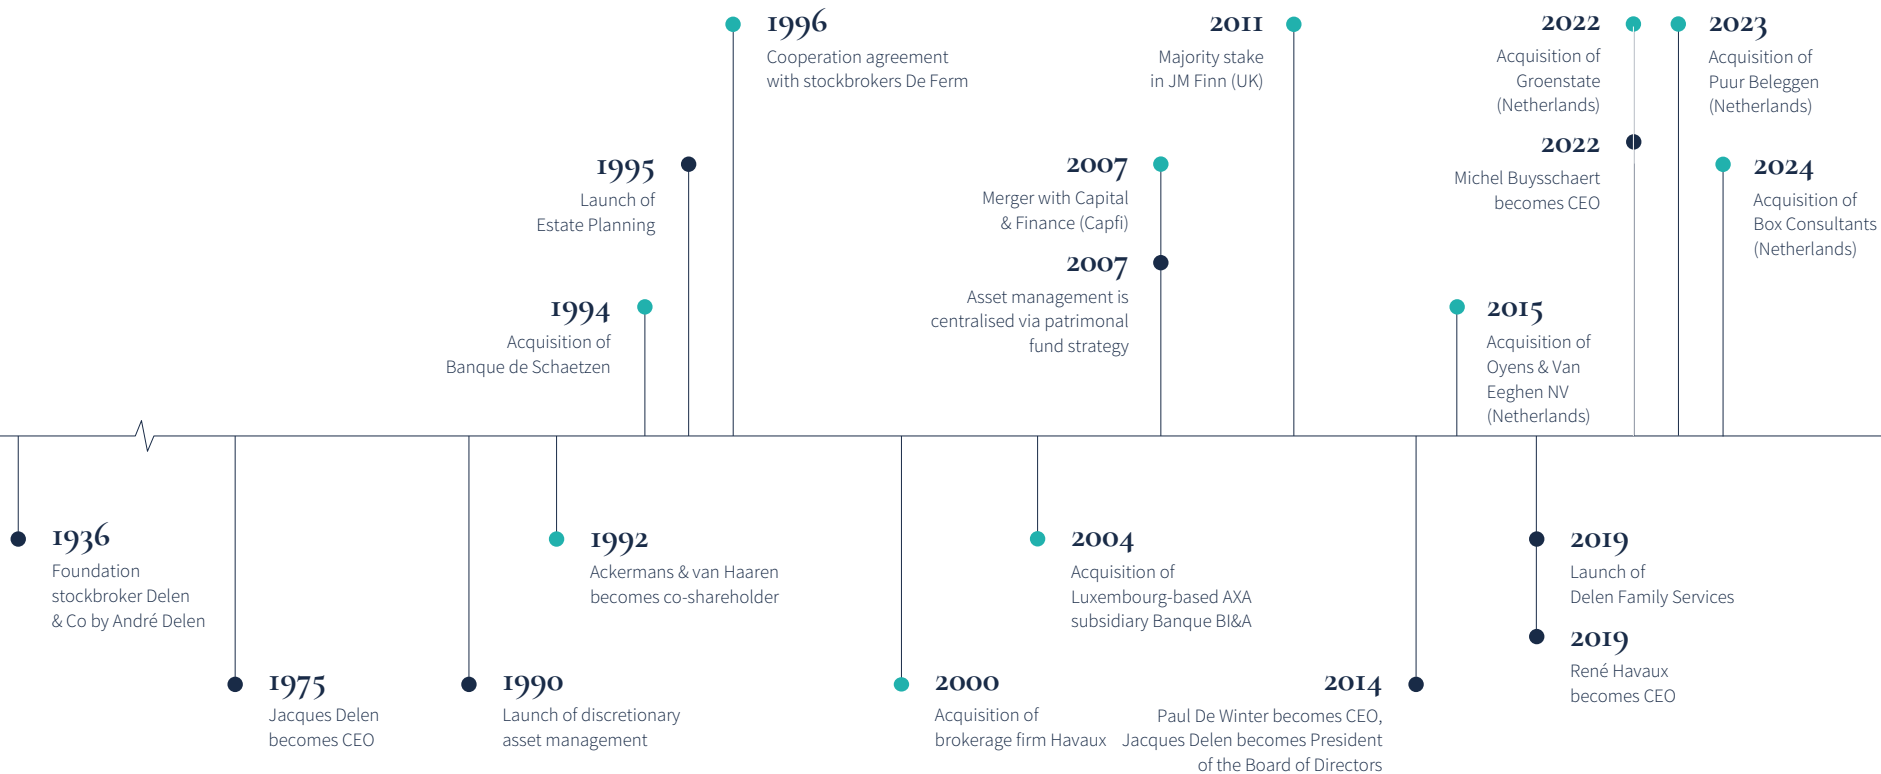 1936
Foundation
stockbroker Delen
& Co by André Delen
1975
Jacques Delen
becomes CEO
1990
Launch of discretionary
asset management
1992
Ackermans & van Haaren
becomes co-shareholder
1994
Acquisition of
Banque de Schaetzen
1995
Launch of
Estate Planning
1996
Cooperation agreement
with stockbrokers De Ferm
2000
Acquisition of
brokerage firm Havaux
2004
Acquisition of
Luxembourg-based AXA
subsidiary Banque BI&A
2007
Merger with Capital
& Finance (Capfi)
2007
Asset management is
centralised via patrimonal
fund strategy
2011
Majority stake
in JM Finn (UK)
2014
Paul De Winter becomes CEO,
Jacques Delen becomes President
of the Board of Directors
2015
Acquisition of
Oyens & Van
Eeghen NV
(Netherlands)
2019
Launch of
Delen Family Services
2019
René Havaux
becomes CEO
2022
Acquisition of
Groenstate
(Netherlands)
2022
Michel Buysschaert
becomes CEO
2023
Acquisition of
Puur Beleggen
(Netherlands)
2024
Acquisition of
Box Consultants
(Netherlands)